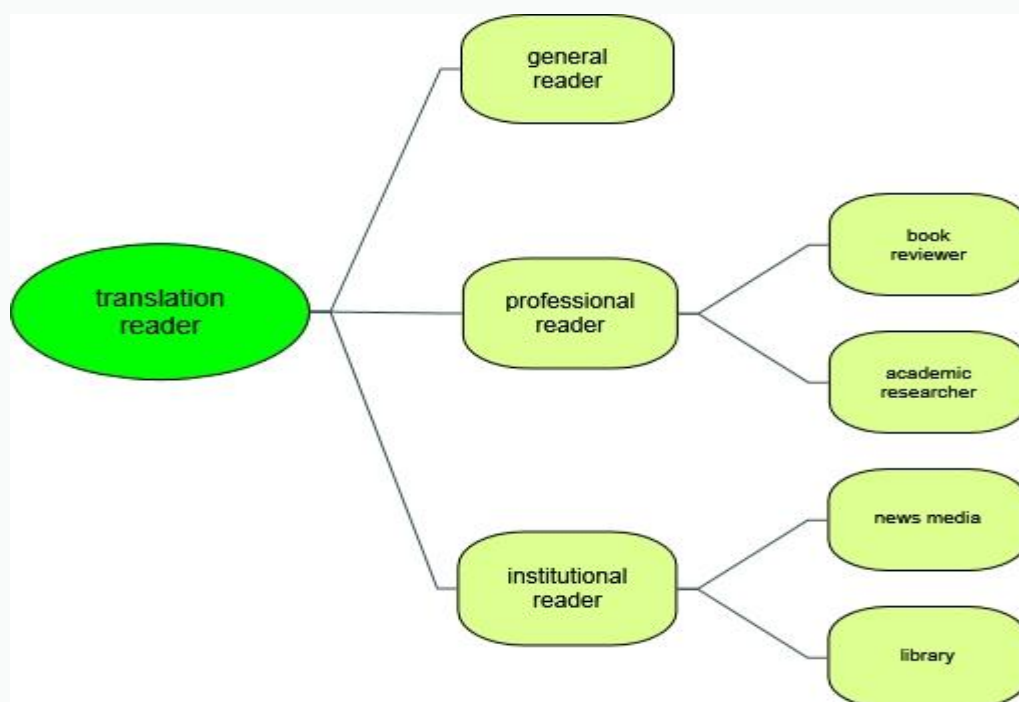 general
reader
translation
reader
professional
reader
book
reviewer
academic
researcher
institutional
reader
news media
library